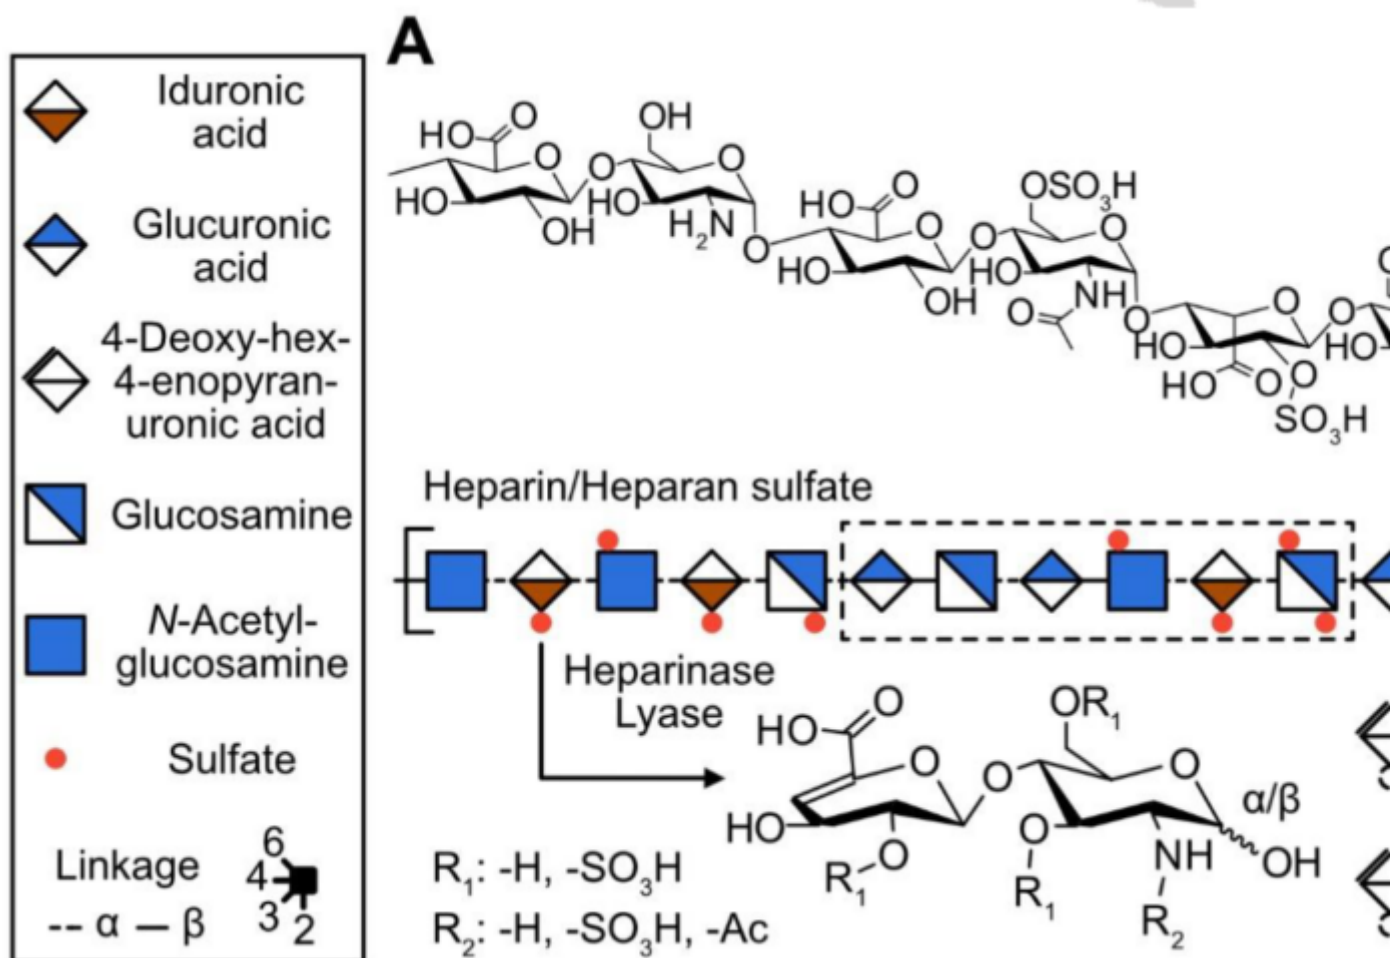 A
Iduronic
acid
Glucuronic
acid
4-Deoxy-hex-
4-enopyran-
uronic acid
Glucosamine
N-Acetyl-
glucosamine
Sulfate
Linkage
6
4
3
2
-- α — β
HO
O
O
HO
OH
O
OH
O
HO
H₂N
O
HO
O
O
HO
OH
O
OSO₃H
O
HO
NH
O
O
O
HO
HO
O
O
SO₃H
O
HO
Heparin/Heparan sulfate
Heparinase
Lyase
HO
O
O
HO
O
R₁
O
OR₁
O
O
R₁
NH
R₂
α/β
OH
R₁: -H, -SO₃H
R₂: -H, -SO₃H, -Ac